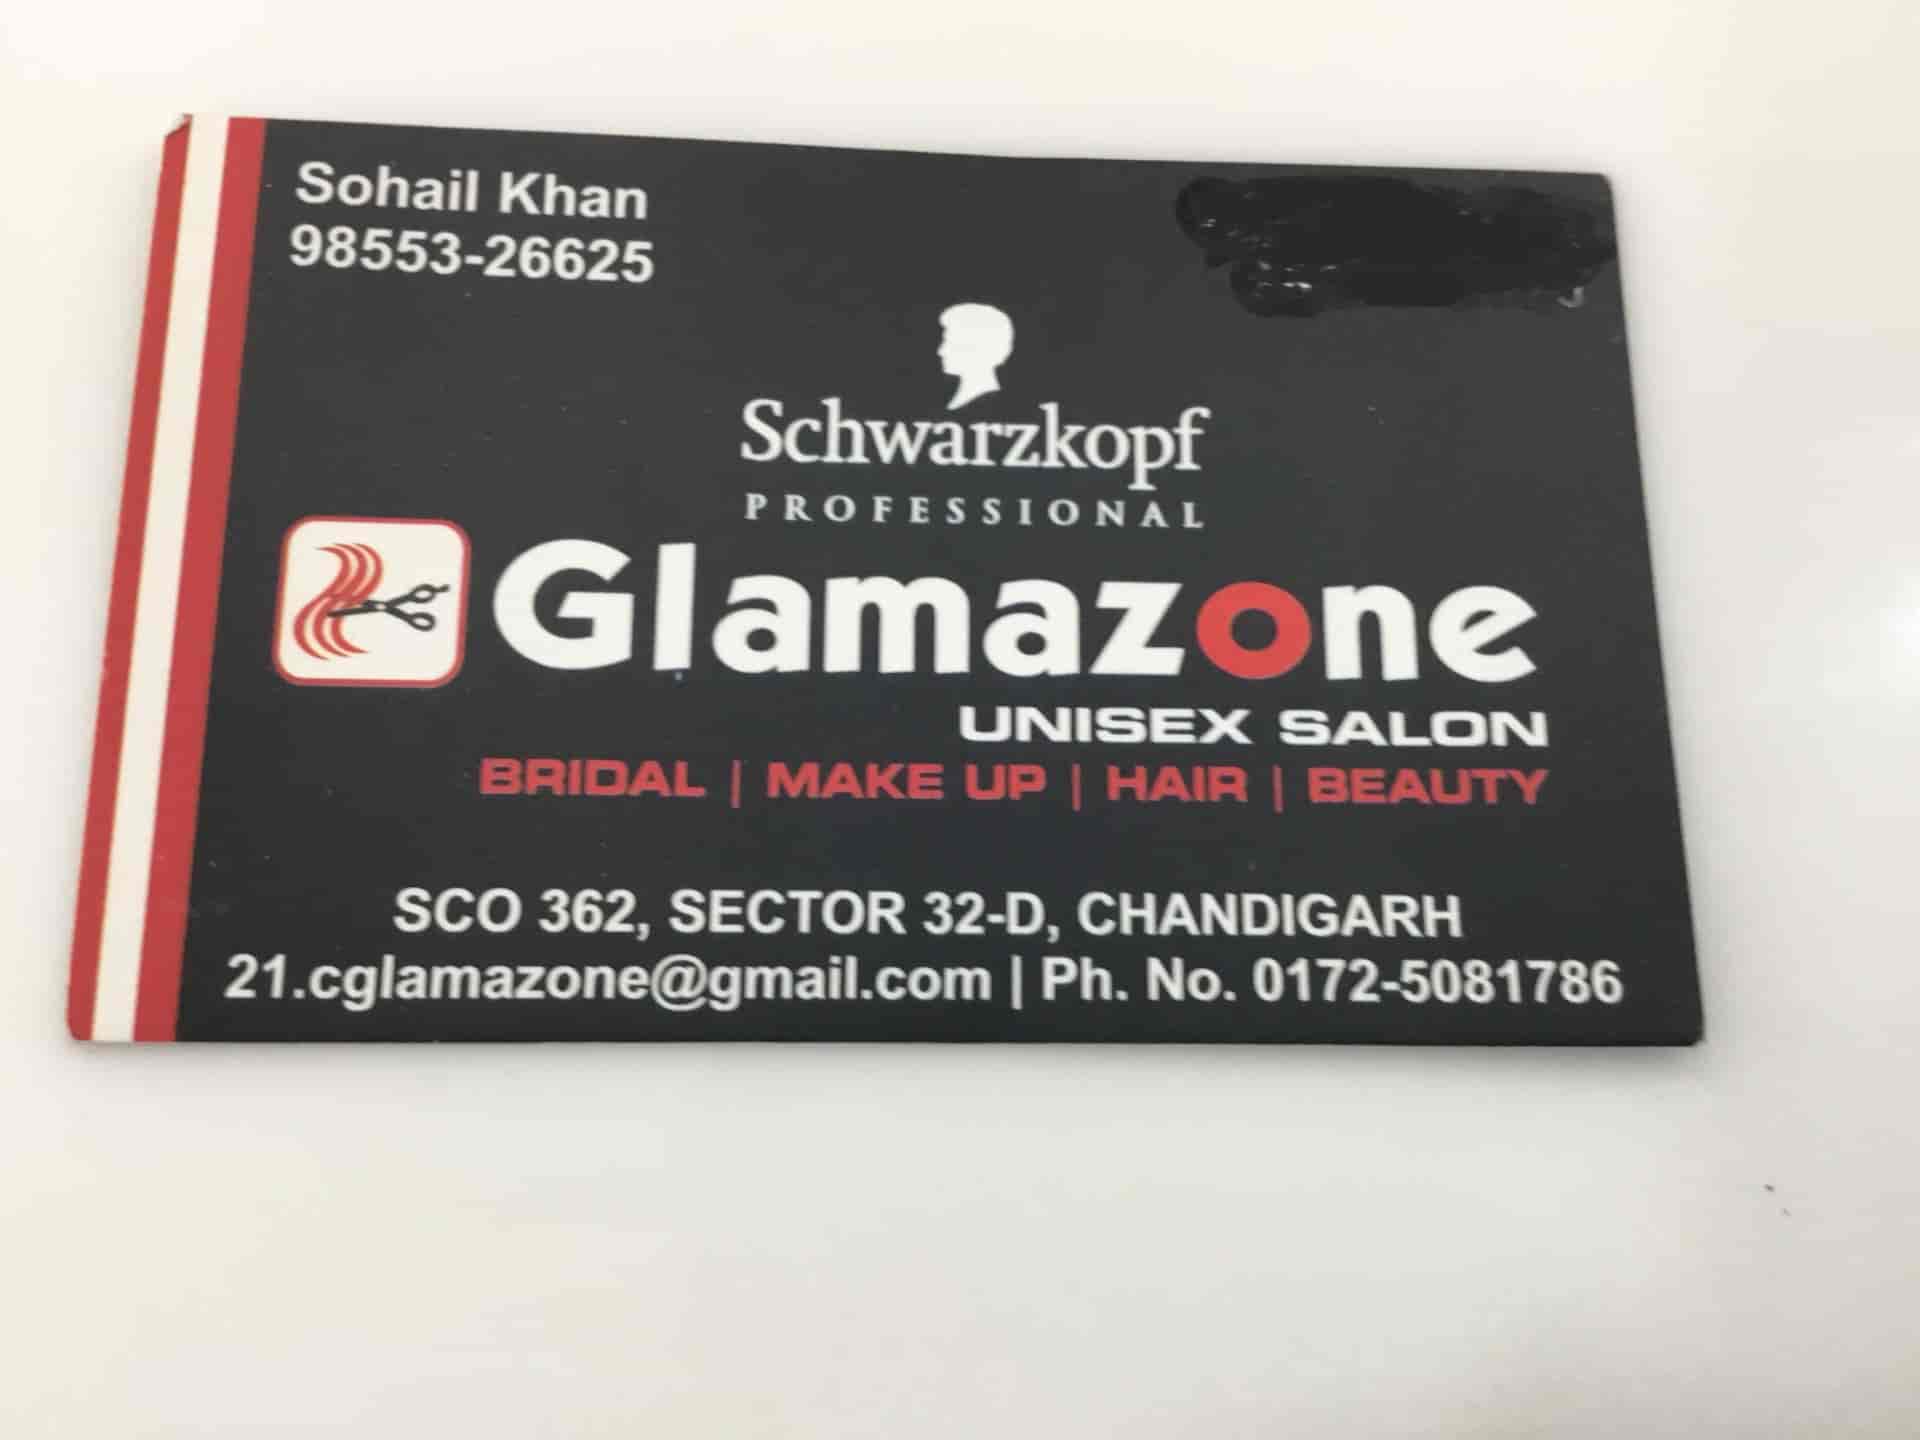 Sohail Khan
98553-26625
Schwarzkopf
PROFESSIONAL
Glamazone
UNISEX SALON
BRIDAL | MAKE UP | HAIR | BEAUTY
SCO 362, SECTOR 32-D, CHANDIGARH
21.cglamazone@gmail.com | Ph. No. 0172-5081786